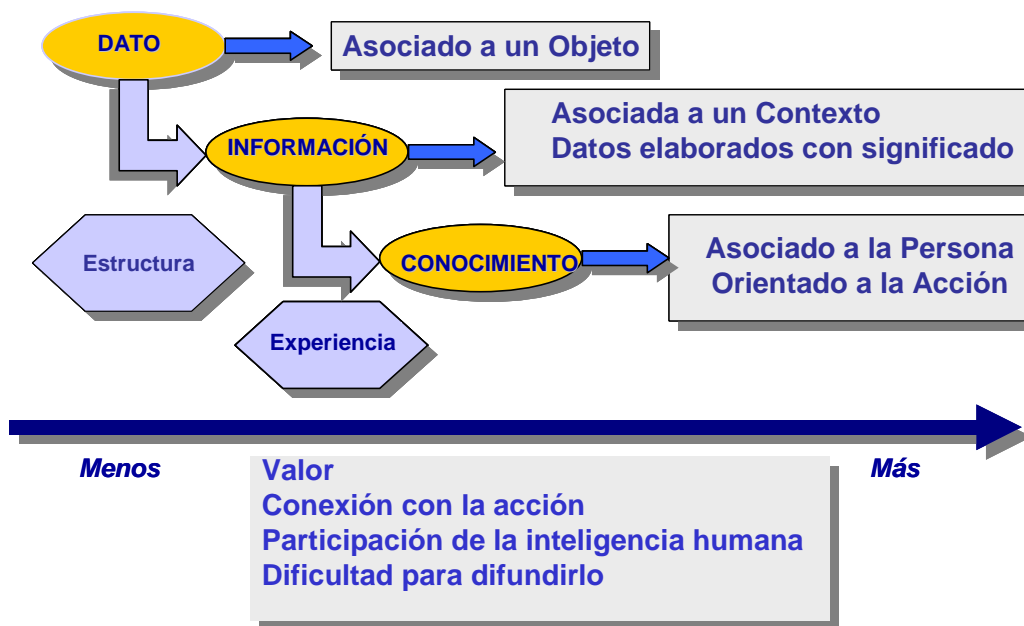 DATO
Asociado a un Objeto
Asociada a un Contexto
Datos elaborados con significado
INFORMACIÓN
Estructura
CONOCIMIENTO
Asociado a la Persona
Orientado a la Acción
Experiencia
Menos
Valor
Conexión con la acción
Participación de la inteligencia humana
Dificultad para difundirlo
Más